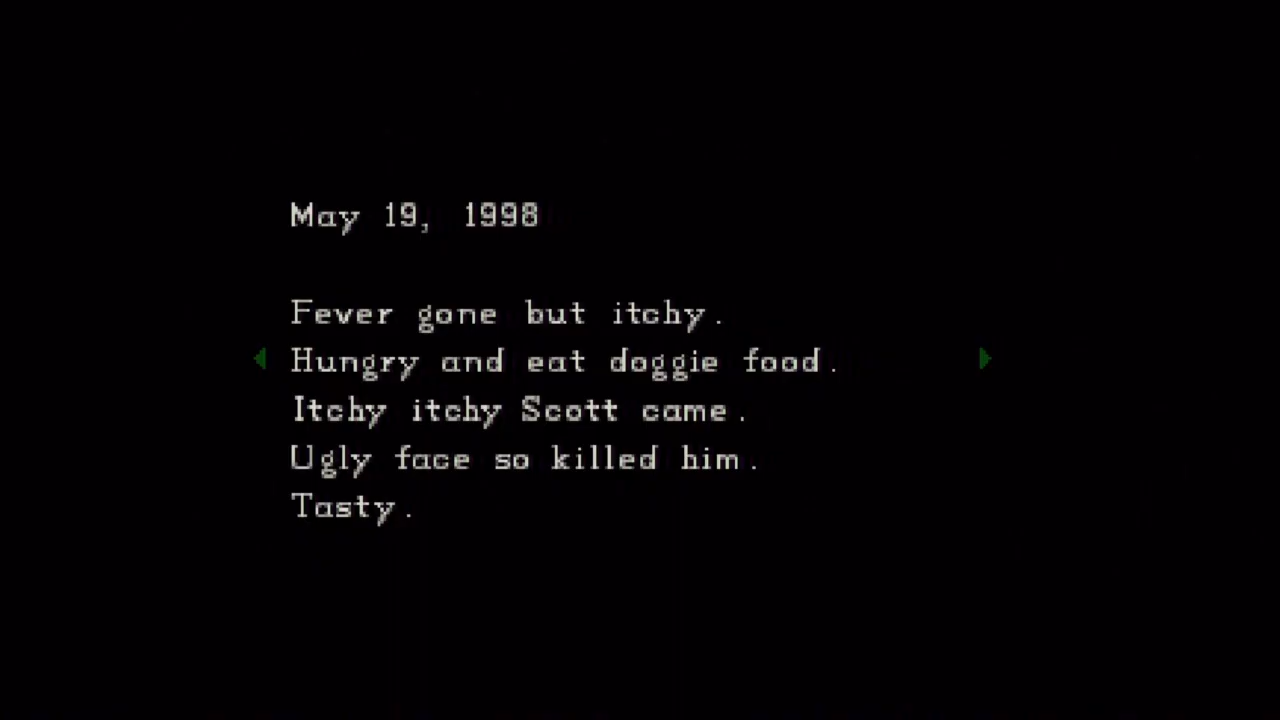 May 19, 1998
Fever gone but itchy.
Hungry and eat doggie food.
Itchy itchy Scott came.
Ugly face so killed him.
Tasty.